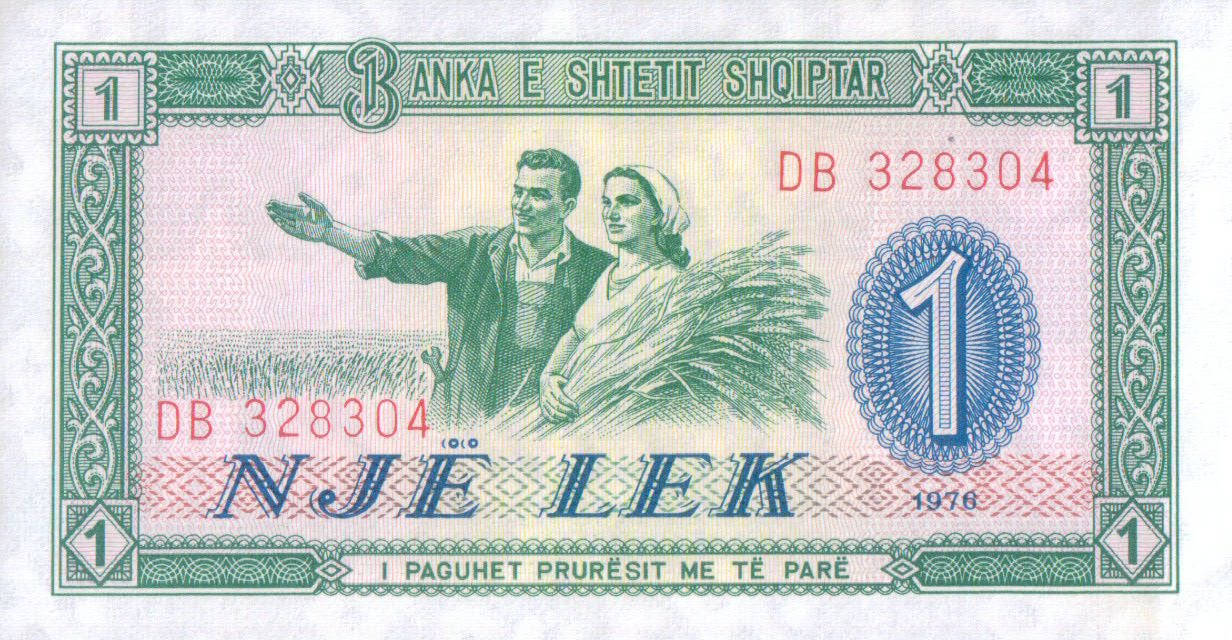 1
BANKA E SHTETIT SHQIPTAR
1
DB 328304
1
DB 328304
NJË LEK
1976
1
I PAGUHET PRURËSIT ME TË PARË
1